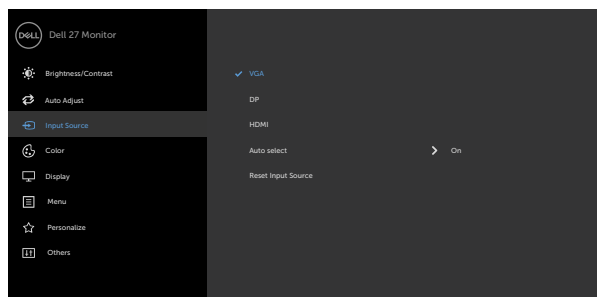 DELL Dell 27 Monitor
Brightness/Contrast
VGA
Auto Adjust
DP
Input Source
HDMI
Color
Auto select On
Display
Reset Input Source
Menu
Personalize
Others